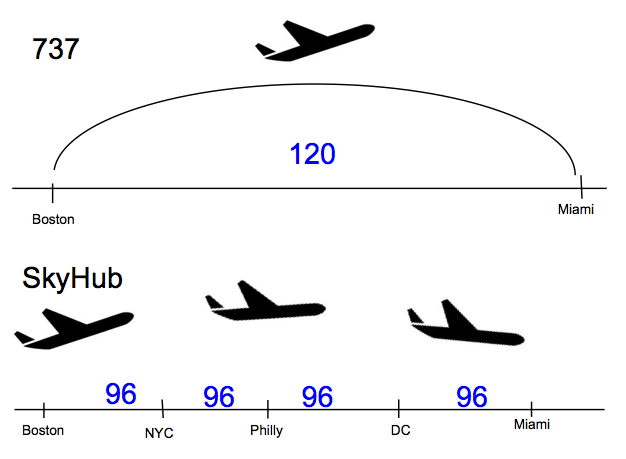 737
120
Boston
Miami
SkyHub
96
96
96
96
Boston
NYC
Philly
DC
Miami